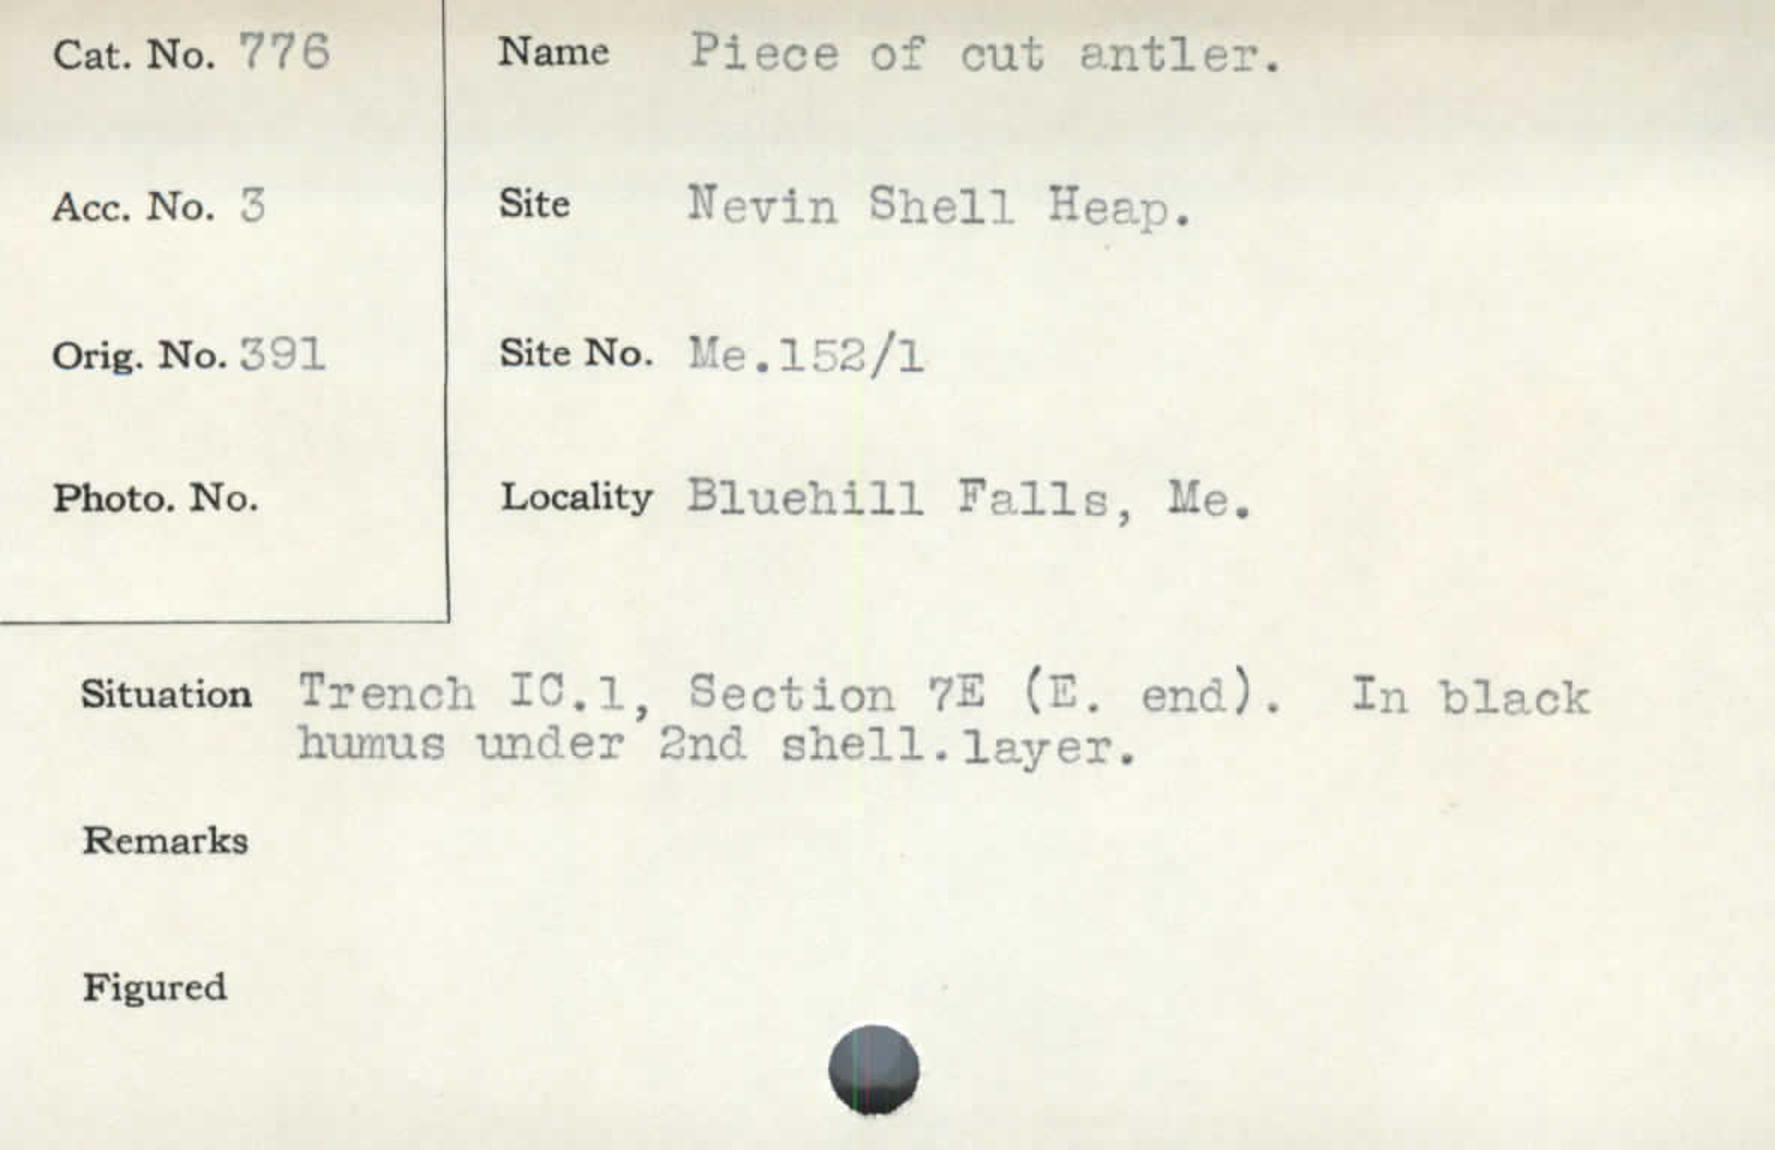 Cat. No. 776
Name Piece of cut antler.
Acc. No. 3
Site Nevin Shell Heap.
Orig. No. 391
Site No. Me.152/1
Photo. No.
Locality Bluehill Falls, Me.
Situation Trench IC.1, Section 7E (E. end). In black
humus under 2nd shell.layer.
Remarks
Figured